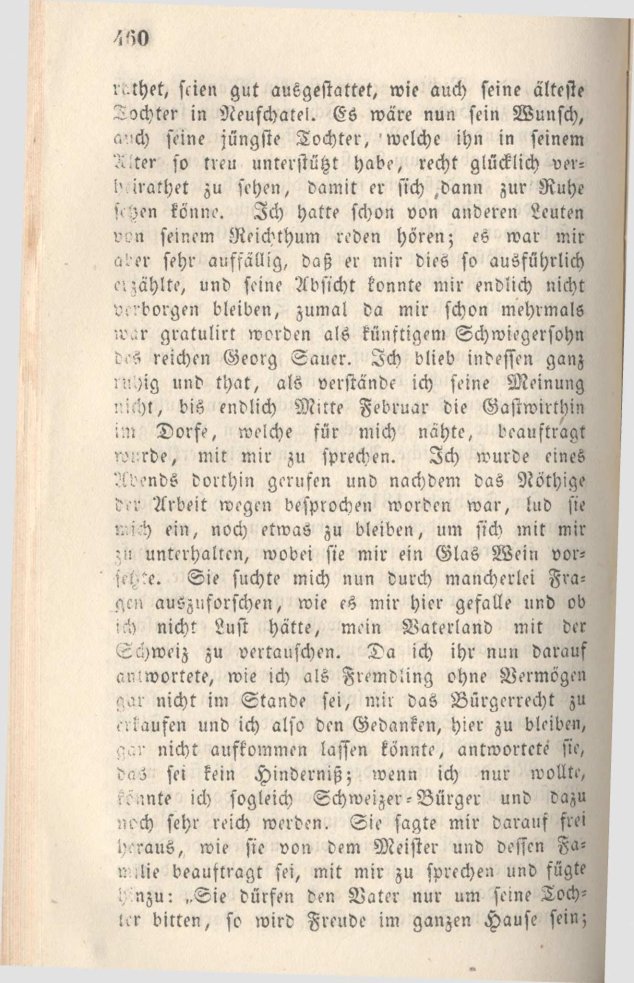 460
rathet, seien gut ausgestattet, wie auch seine älteste
Tochter in Neufchatel. Es wäre nun sein Wunsch,
auch seine jüngste Tochter, welche ihn in seinem
Alter so treu unterstützt habe, recht glücklich ver-
heirathet zu sehen, damit er sich dann zur Ruhe
setzen könne. Ich hatte schon von anderen Leuten
von seinem Reichthum reden hören; es war mir
aber sehr auffällig, daß er mir dies so ausführlich
erzählte, und seine Absicht konnte mir endlich nicht
verborgen bleiben, zumal da mir schon mehrmals
war gratulirt worden als künftigem Schwiegersohn
des reichen Georg Sauer. Ich blieb indessen ganz
ruhig und that, als verstände ich seine Meinung
nicht, bis endlich Mitte Februar die Gastwirthin
im Dorfe, welche für mich nähte, beauftragt
wurde, mit mir zu sprechen. Ich wurde eines
Abends dorthin gerufen und nachdem das Nöthige
der Arbeit wegen besprochen worden war, lud sie
mich ein, noch etwas zu bleiben, um sich mit mir
zu unterhalten, wobei sie mir ein Glas Wein vor-
setzte. Sie suchte mich nun durch mancherlei Fra-
gen auszuforschen, wie es mir hier gefalle und ob
ich nicht Lust hätte, mein Vaterland mit der
Schweiz zu vertauschen. Da ich ihr nun darauf
antwortete, wie ich als Fremdling ohne Vermögen
gar nicht im Stande sei, mir das Bürgerrecht zu
erkaufen und ich also den Gedanken, hier zu bleiben,
gar nicht aufkommen lassen könnte, antwortete sie,
das sei kein Hinderniß; wenn ich nur wollte,
könnte ich sogleich Schweizer-Bürger und dazu
noch sehr reich werden. Sie sagte mir darauf frei
heraus, wie sie von dem Meister und dessen Fa-
milie beauftragt sei, mit mir zu sprechen und fügte
hinzu: „Sie dürfen den Vater nur um seine Toch-
ter bitten, so wird Freude im ganzen Hause sein;